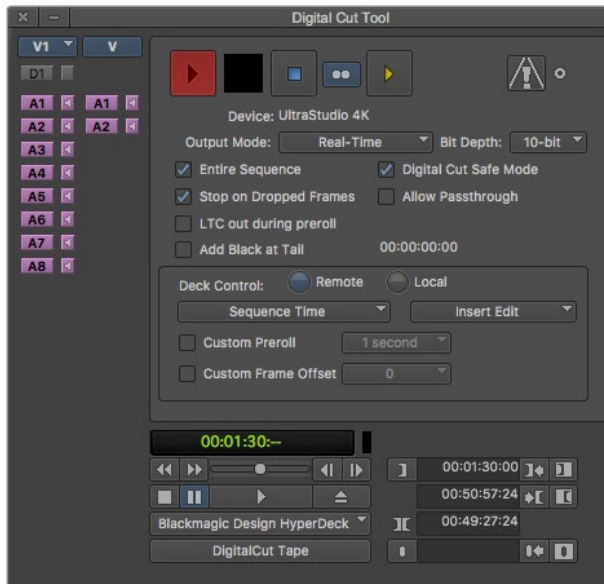 Digital Cut Tool
V1 V
D1
A1 A1
A2 A2
A3
A4
A5
A6
A7
A8
Device: UltraStudio 4K
Output Mode: Real-Time Bit Depth: 10-bit
Entire Sequence Digital Cut Safe Mode
Stop on Dropped Frames Allow Passthrough
LTC out during preroll
Add Black at Tail 00:00:00:00
Deck Control: Remote Local
Sequence Time Insert Edit
Custom Preroll 1 second
Custom Frame Offset 0
00:01:30:--
00:01:30:00
00:50:57:24
Blackmagic Design HyperDeck 00:49:27:24
DigitalCut Tape